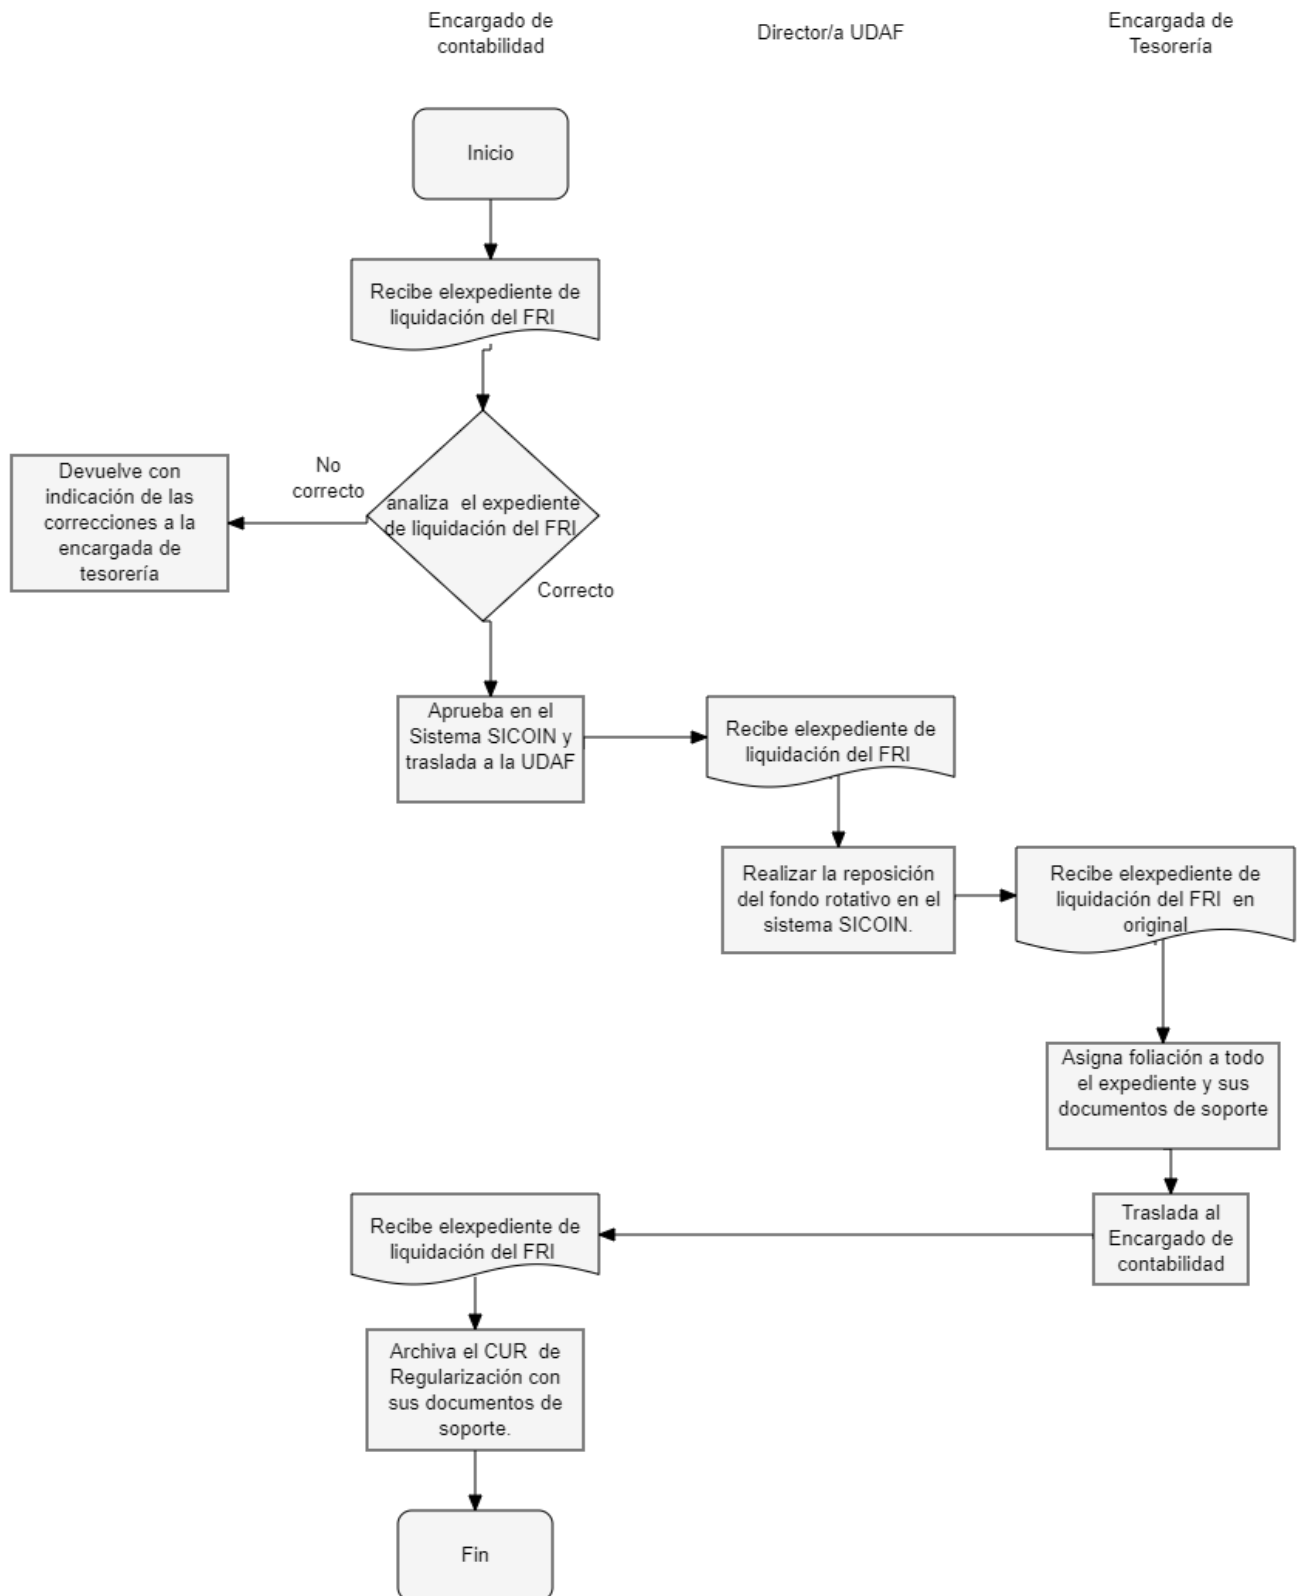 Encargado de
contabilidad
Director/a UDAF
Encargada de
Tesorería
Inicio
Recibe elexpediente de
liquidación del FRI
No
correcto
Devuelve con
indicación de las
correcciones a la
encargada de
tesorería
analiza  el expediente
de liquidación del FRI
Correcto
Aprueba en el
Sistema SICOIN y
traslada a la UDAF
Recibe elexpediente de
liquidación del FRI
Realizar la reposición
del fondo rotativo en el
sistema SICOIN.
Recibe elexpediente de
liquidación del FRI  en
original
Asigna foliación a todo
el expediente y sus
documentos de soporte
Traslada al
Encargado de
contabilidad
Recibe elexpediente de
liquidación del FRI
Archiva el CUR  de
Regularización con
sus documentos de
soporte.
Fin